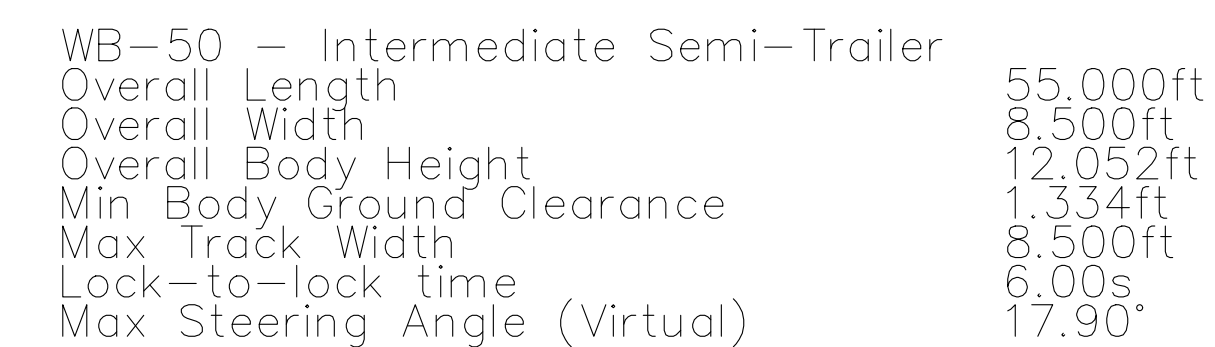 WB-50 - Intermediate Semi-Trailer
Overall Length 55.000ft
Overall Width 8.500ft
Overall Body Height 12.052ft
Min Body Ground Clearance 1.334ft
Max Track Width 8.500ft
Lock-to-lock time 6.00s
Max Steering Angle (Virtual) 17.90°